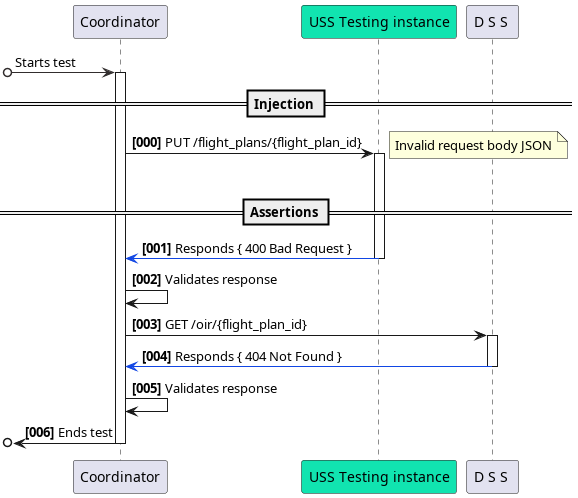 Coordinator
USS Testing instance
D S S
Starts test
Injection
[000] PUT /flight_plans/{flight_plan_id}
Invalid request body JSON
Assertions
[001] Responds { 400 Bad Request }
[002] Validates response
[003] GET /oir/{flight_plan_id}
[004] Responds { 404 Not Found }
[005] Validates response
[006] Ends test
Coordinator
USS Testing instance
D S S